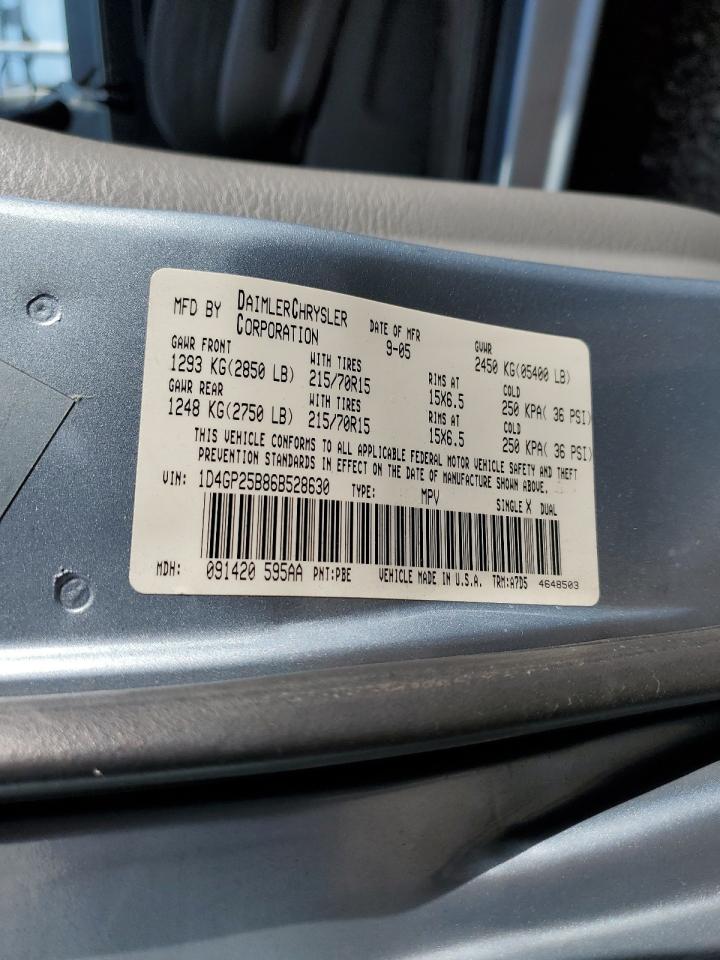 MFD BY DAIMLERCHRYSLER CORPORATION DATE OF MFR 9-05 GVWR 2450 KG(05400 LB)
GAWR FRONT WITH TIRES RIMS AT COLD
1293 KG(2850 LB) 215/70R15 15X6.5 250 KPA( 36 PSI)
GAWR REAR WITH TIRES RIMS AT COLD
1248 KG(2750 LB) 215/70R15 15X6.5 250 KPA( 36 PSI)
THIS VEHICLE CONFORMS TO ALL APPLICABLE FEDERAL MOTOR VEHICLE SAFETY AND THEFT
PREVENTION STANDARDS IN EFFECT ON THE DATE OF MANUFACTURE SHOWN ABOVE.
VIN: 1D4GP25B86B528630 TYPE: MPV SINGLE X DUAL
MDH: 091420 595AA PNT:PBE VEHICLE MADE IN U.S.A. TRM:A7D5 4648503